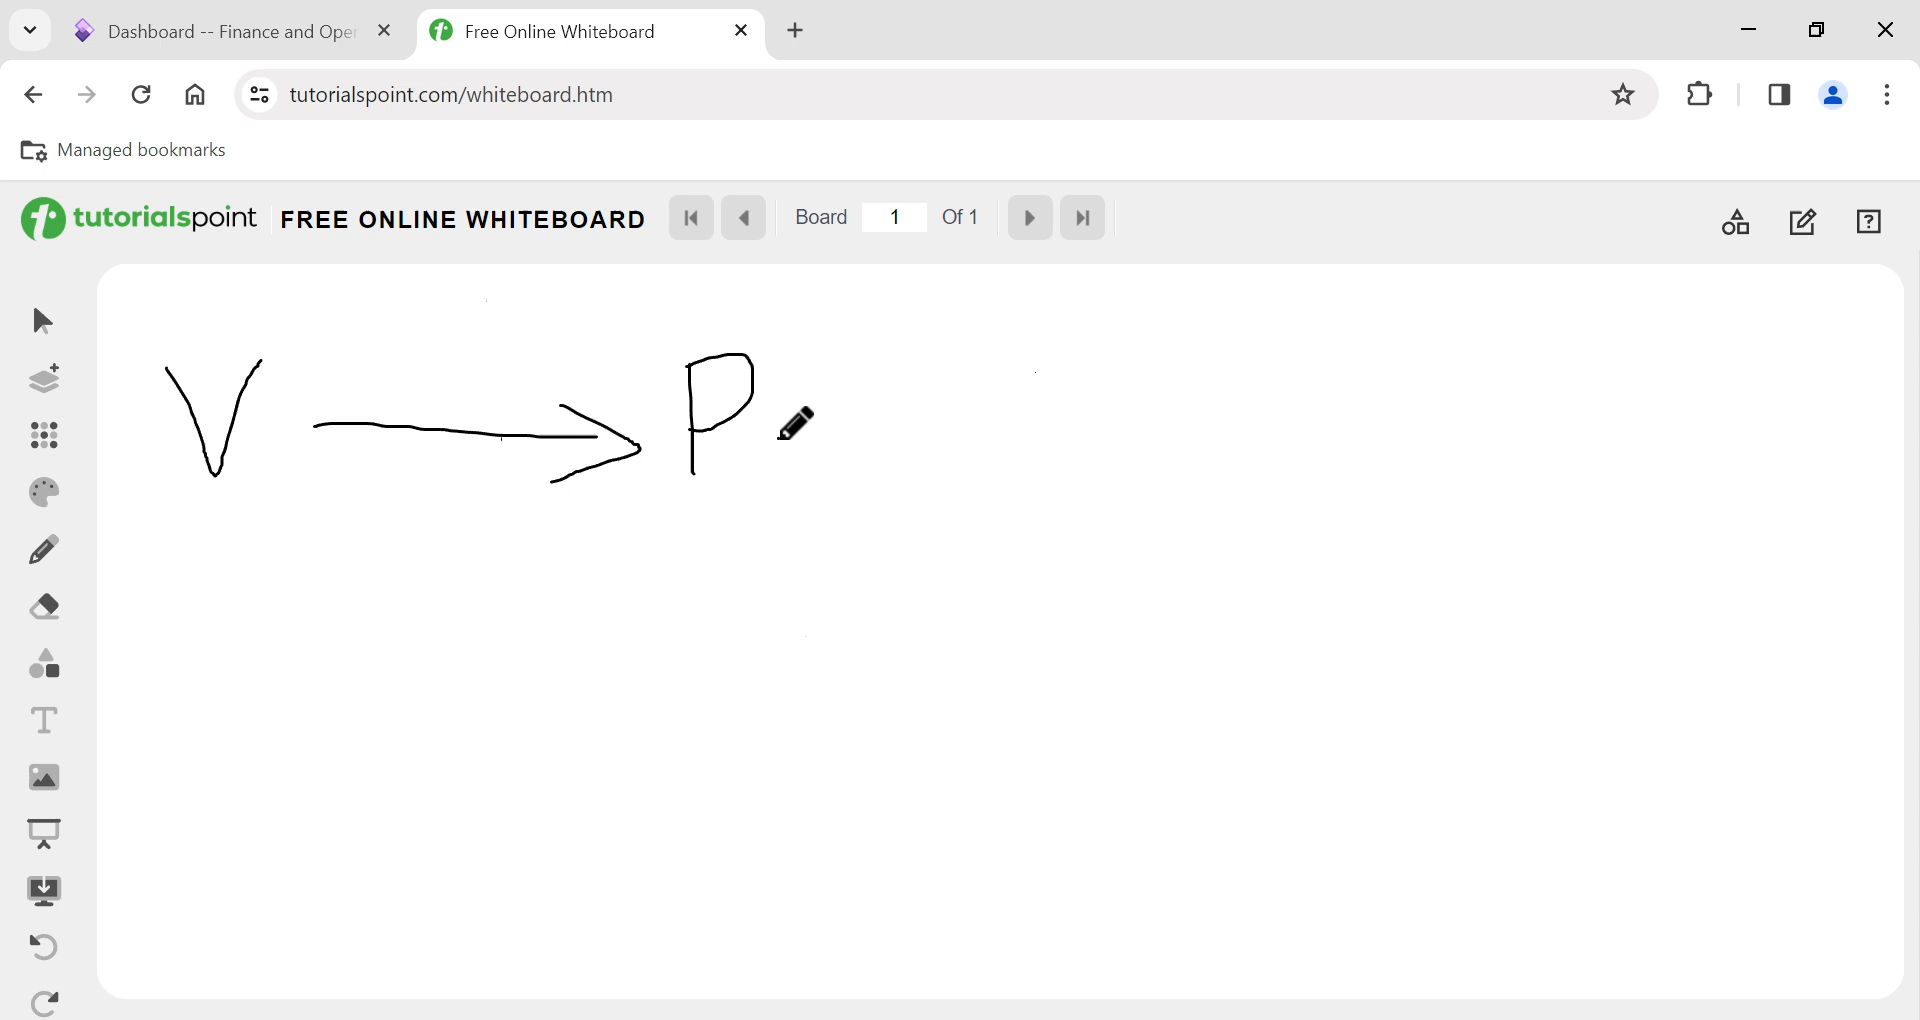 Dashboard -- Finance and Oper
Free Online Whiteboard
tutorialspoint.com/whiteboard.htm
Managed bookmarks
tutorialspoint FREE ONLINE WHITEBOARD Board 1 Of 1
V → P